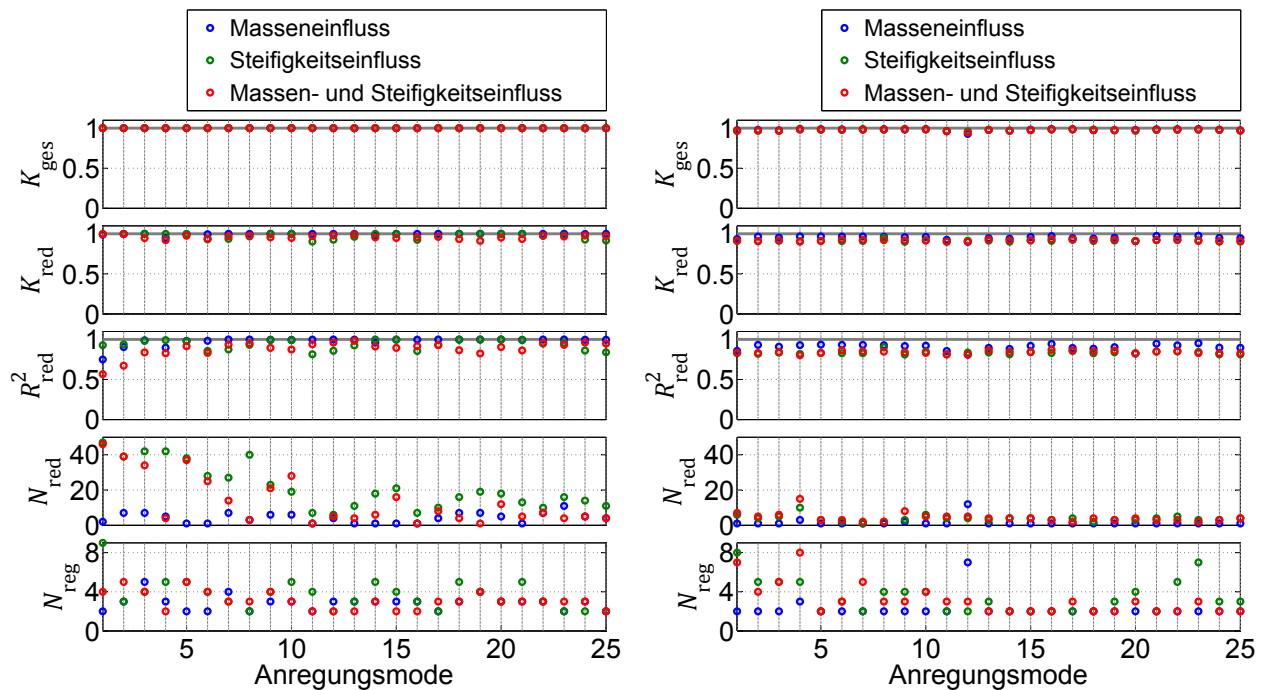 Masseneinfluss
Steifigkeitseinfluss
Massen- und Steifigkeitseinfluss
1
0.5
0
K_ges
1
0.5
0
K_red
1
0.5
0
R²_red
40
20
0
N_red
8
4
0
N_reg
5 10 15 20 25
Anregungsmode
Masseneinfluss
Steifigkeitseinfluss
Massen- und Steifigkeitseinfluss
1
0.5
0
K_ges
1
0.5
0
K_red
1
0.5
0
R²_red
40
20
0
N_red
8
4
0
N_reg
5 10 15 20 25
Anregungsmode